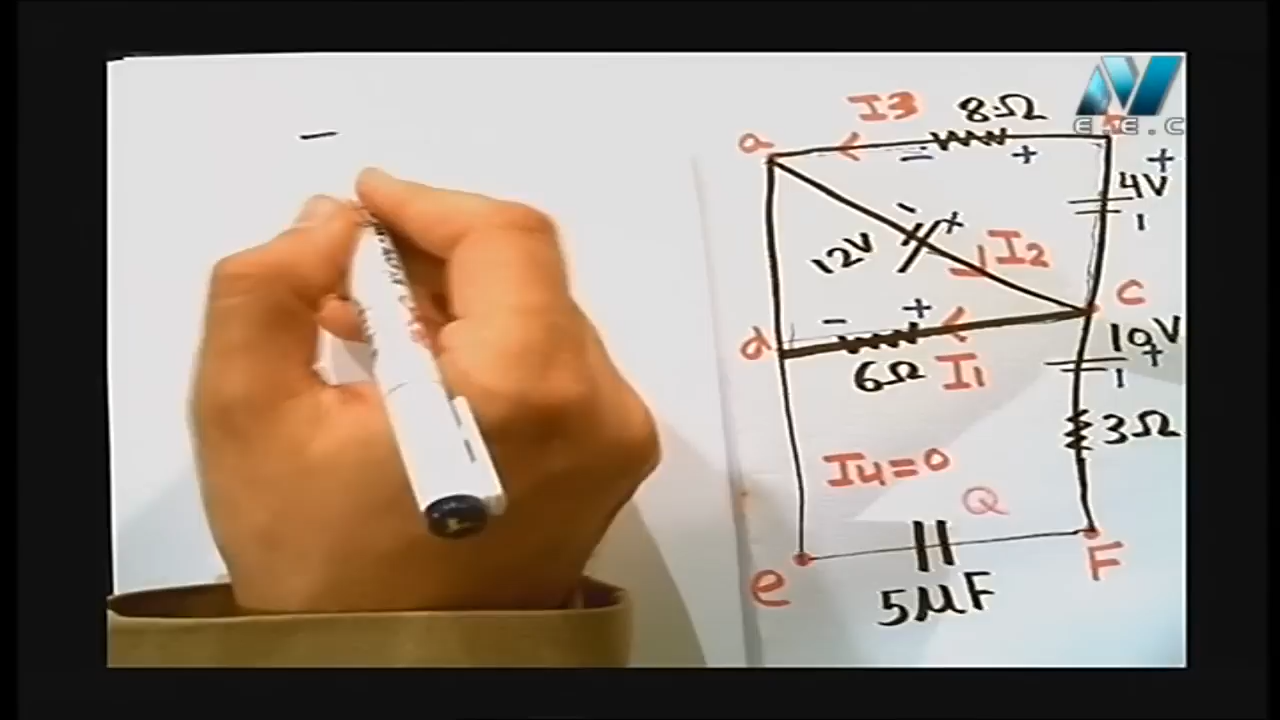 I3
8Ω
a
- +
+
4V
12V
- +
I2
c
- +
d
10V
+
6Ω
I1
3Ω
I4=0
Q
e
F
5μF
E.E.C